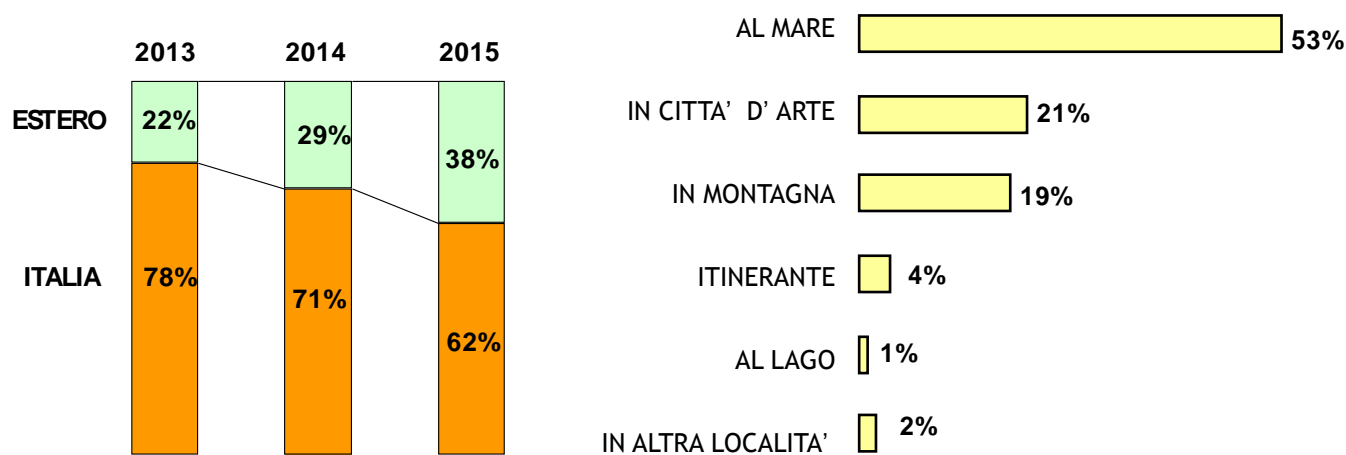 2013 2014 2015
ESTERO 22% 29% 38%
ITALIA 78% 71% 62%
AL MARE 53%
IN CITTA’ D’ ARTE 21%
IN MONTAGNA 19%
ITINERANTE 4%
AL LAGO 1%
IN ALTRA LOCALITA’ 2%